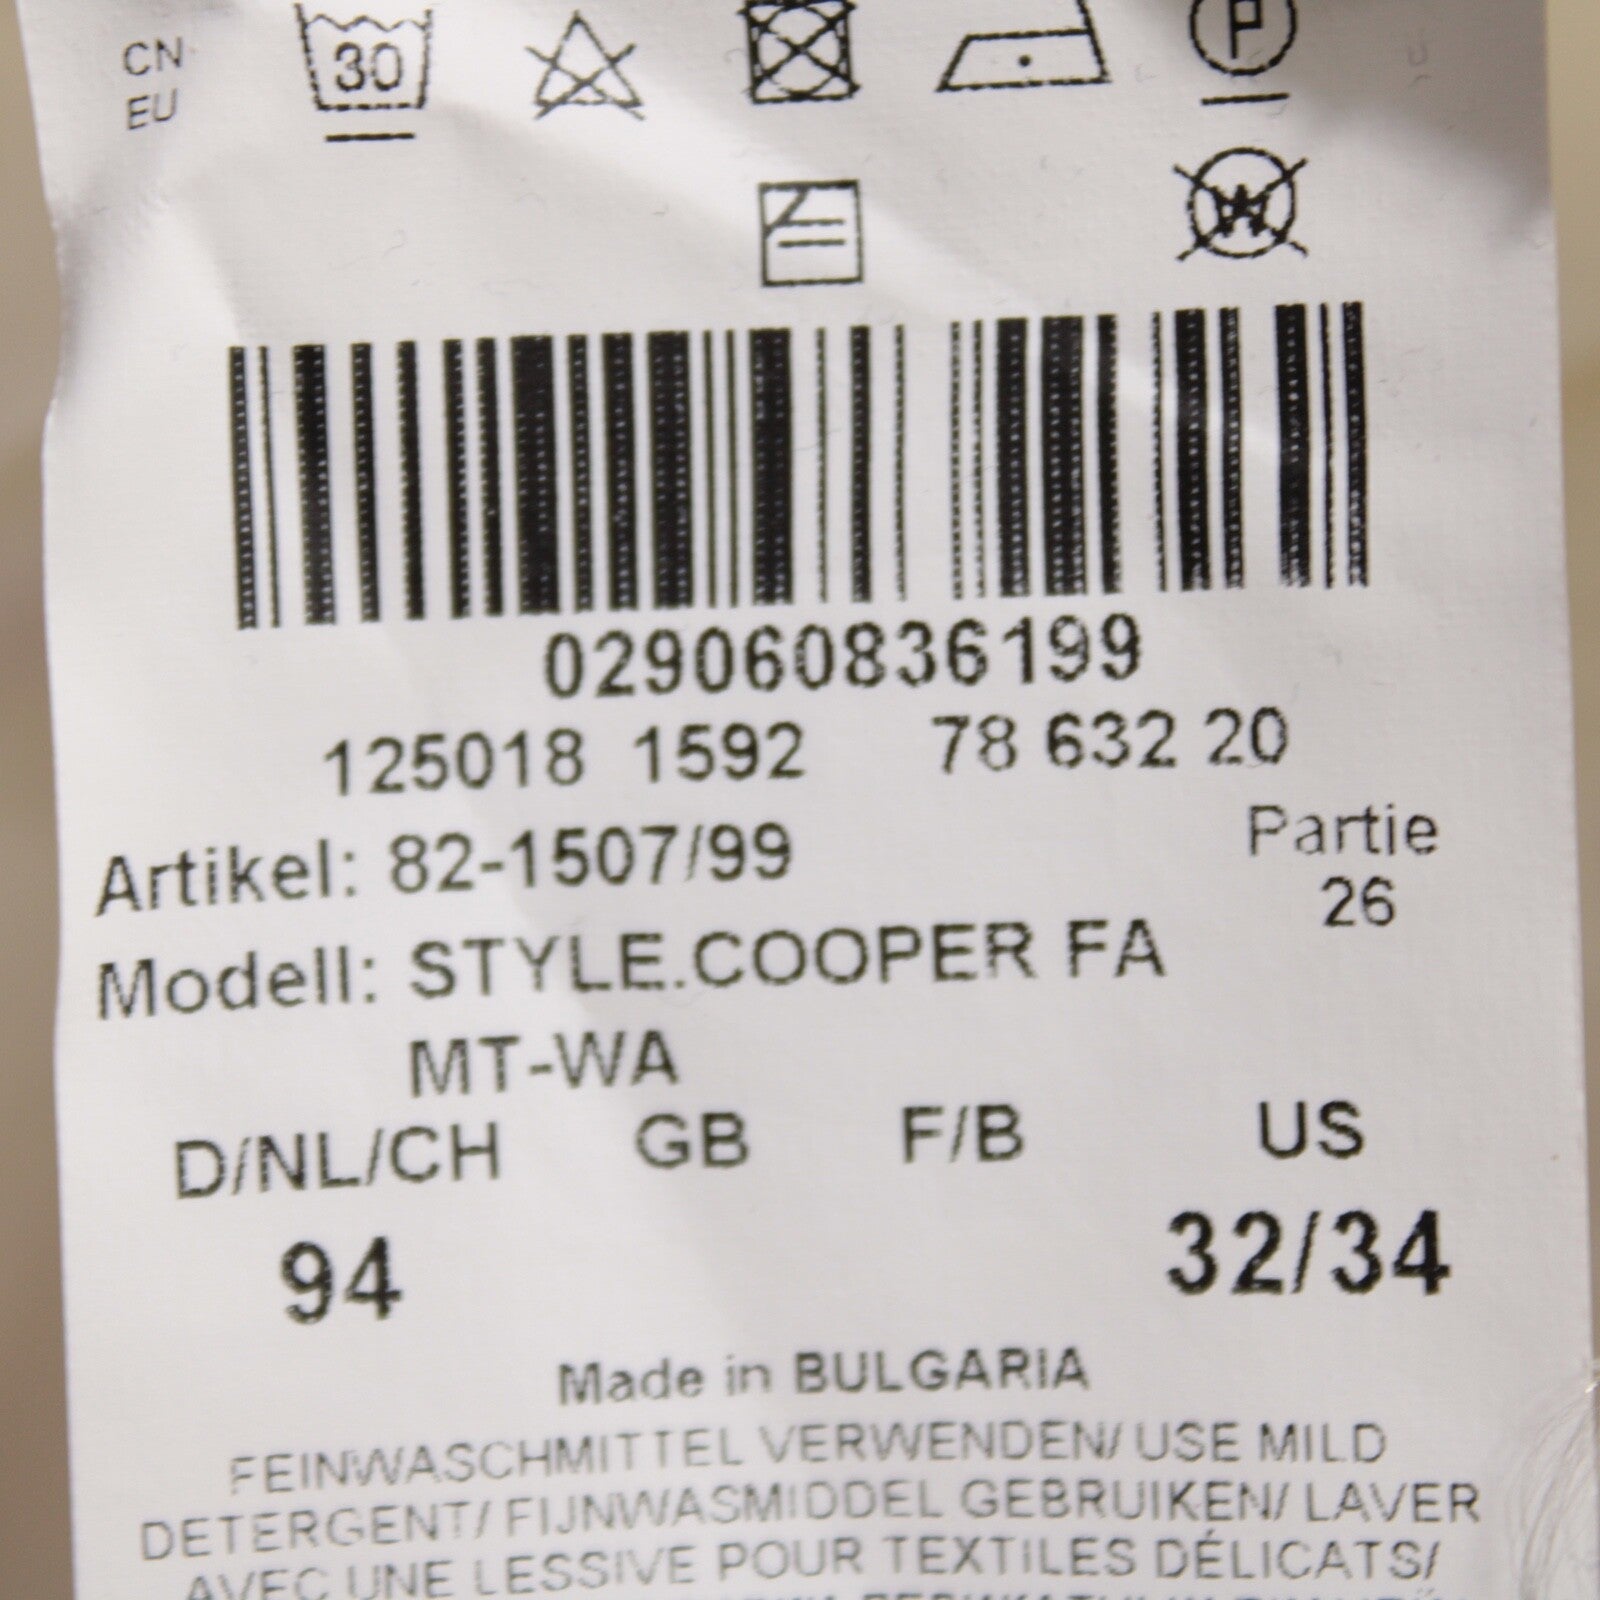 CN
EU
30
P
W
029060836199
125018 1592 78 632 20
Artikel: 82-1507/99
Partie
26
Modell: STYLE.COOPER FA
MT-WA
D/NL/CH GB F/B US
94 32/34
Made in BULGARIA
FEINWASCHMITTEL VERWENDEN/ USE MILD
DETERGENT/ FIJNWASMIDDEL GEBRUIKEN/ LAVER
AVEC UNE LESSIVE POUR TEXTILES DÉLICATS/